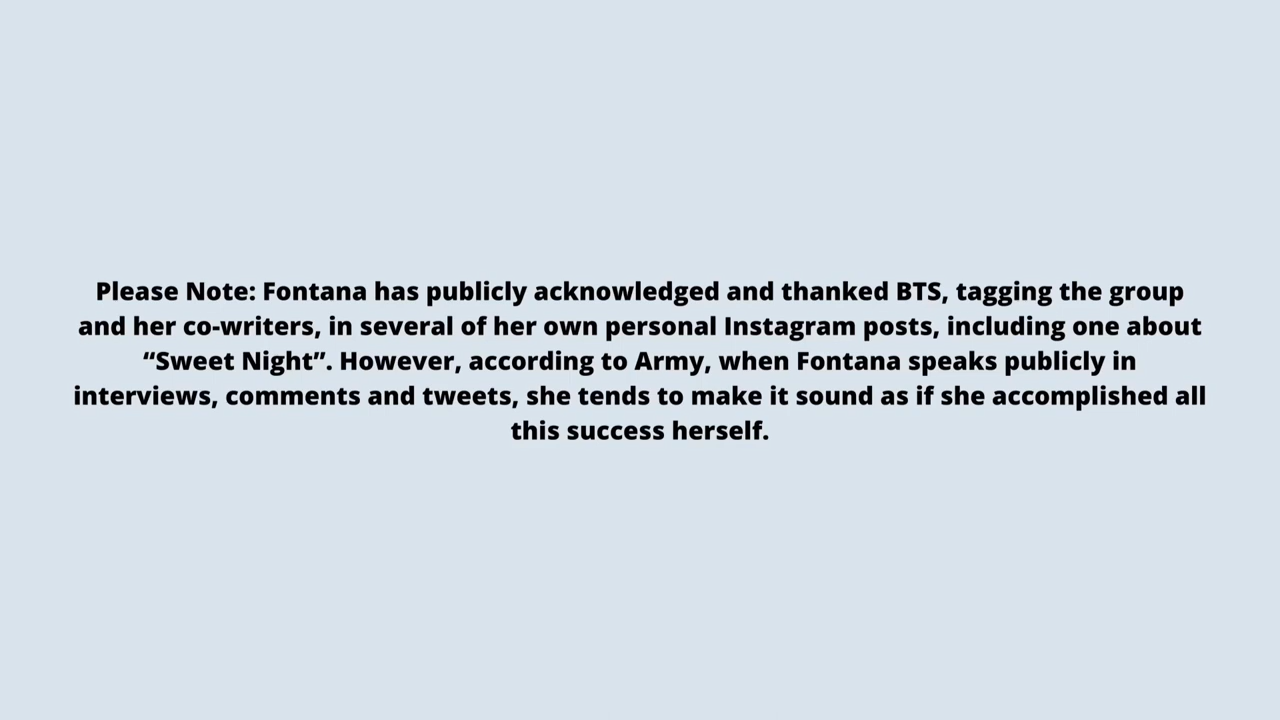 Please Note: Fontana has publicly acknowledged and thanked BTS, tagging the group
and her co-writers, in several of her own personal Instagram posts, including one about
“Sweet Night”. However, according to Army, when Fontana speaks publicly in
interviews, comments and tweets, she tends to make it sound as if she accomplished all
this success herself.